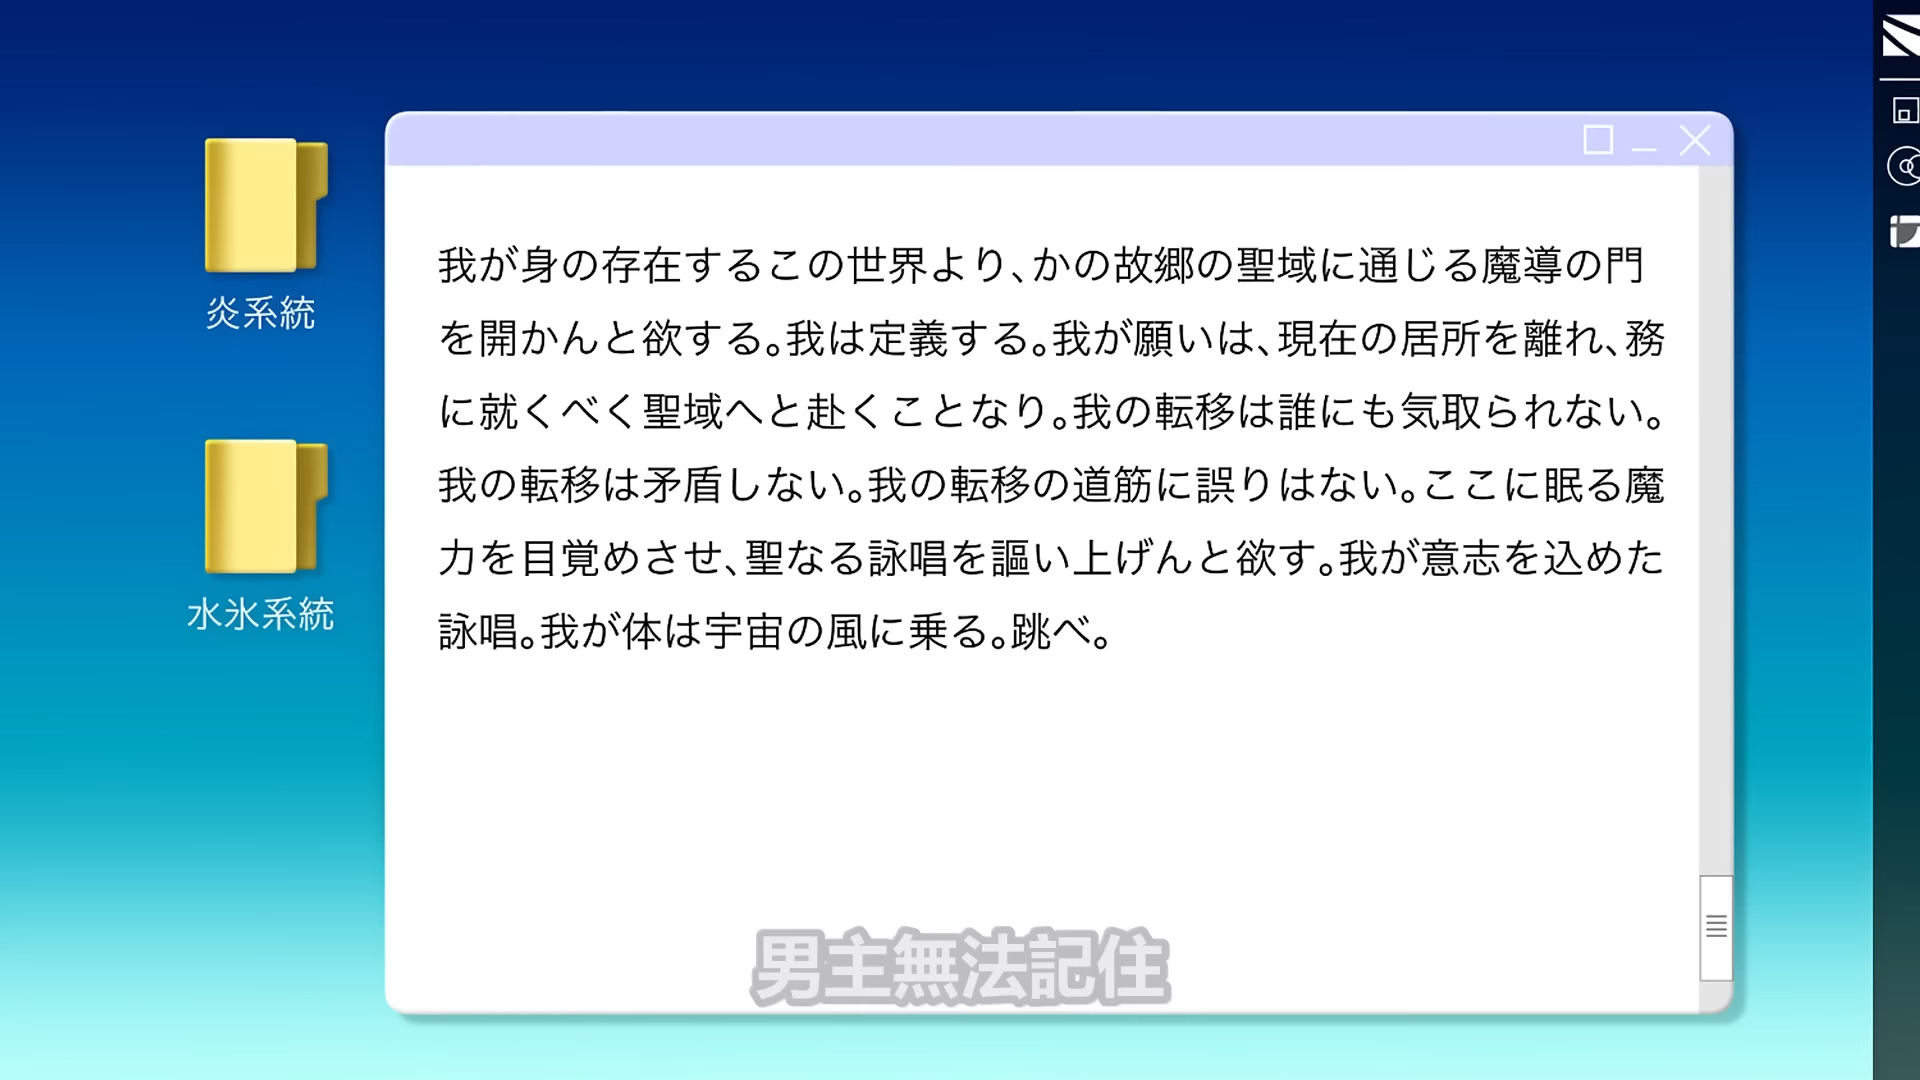 炎系統
水氷系統
我が身の存在するこの世界より、かの故郷の聖域に通じる魔導の門
を開かんと欲する。我は定義する。我が願いは、現在の居所を離れ、務
に就くべく聖域へと赴くことなり。我の転移は誰にも気取られない。
我の転移は矛盾しない。我の転移の道筋に誤りはない。ここに眠る魔
力を目覚めさせ、聖なる詠唱を謳い上げんと欲す。我が意志を込めた
詠唱。我が体は宇宙の風に乗る。跳べ。
男主無法記住